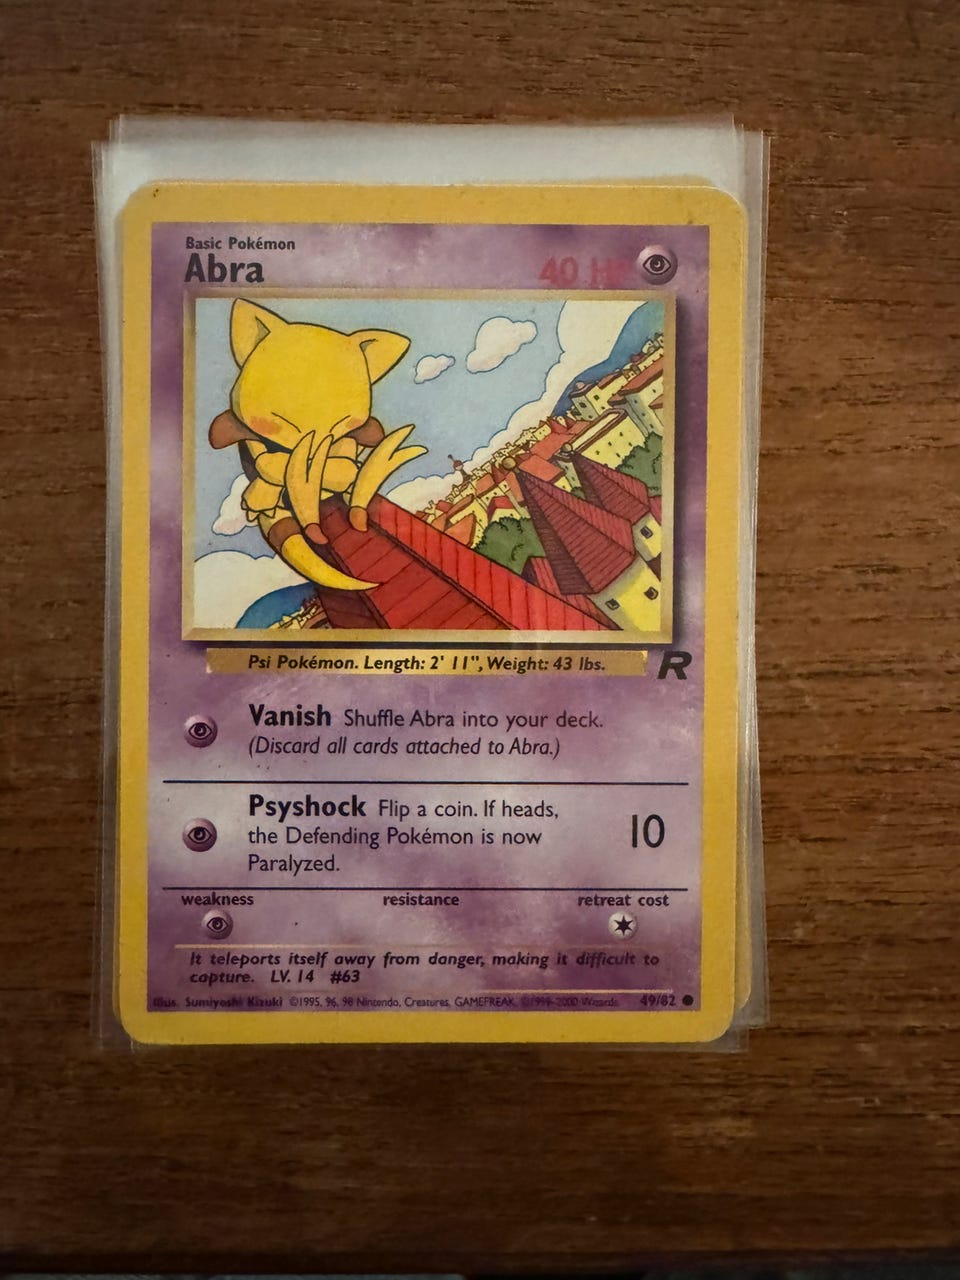 Basic Pokémon
Abra 40 HP
Psi Pokémon. Length: 2' 11", Weight: 43 lbs.
R
Vanish Shuffle Abra into your deck.
(Discard all cards attached to Abra.)
Psyshock Flip a coin. If heads,
the Defending Pokémon is now
Paralyzed.
10
weakness resistance retreat cost
It teleports itself away from danger, making it difficult to
capture. LV. 14 #63
Illus. Sumiyoshi Kizuki ©1995, 96, 98 Nintendo, Creatures, GAMEFREAK. ©1999-2000 Wizards. 49/82